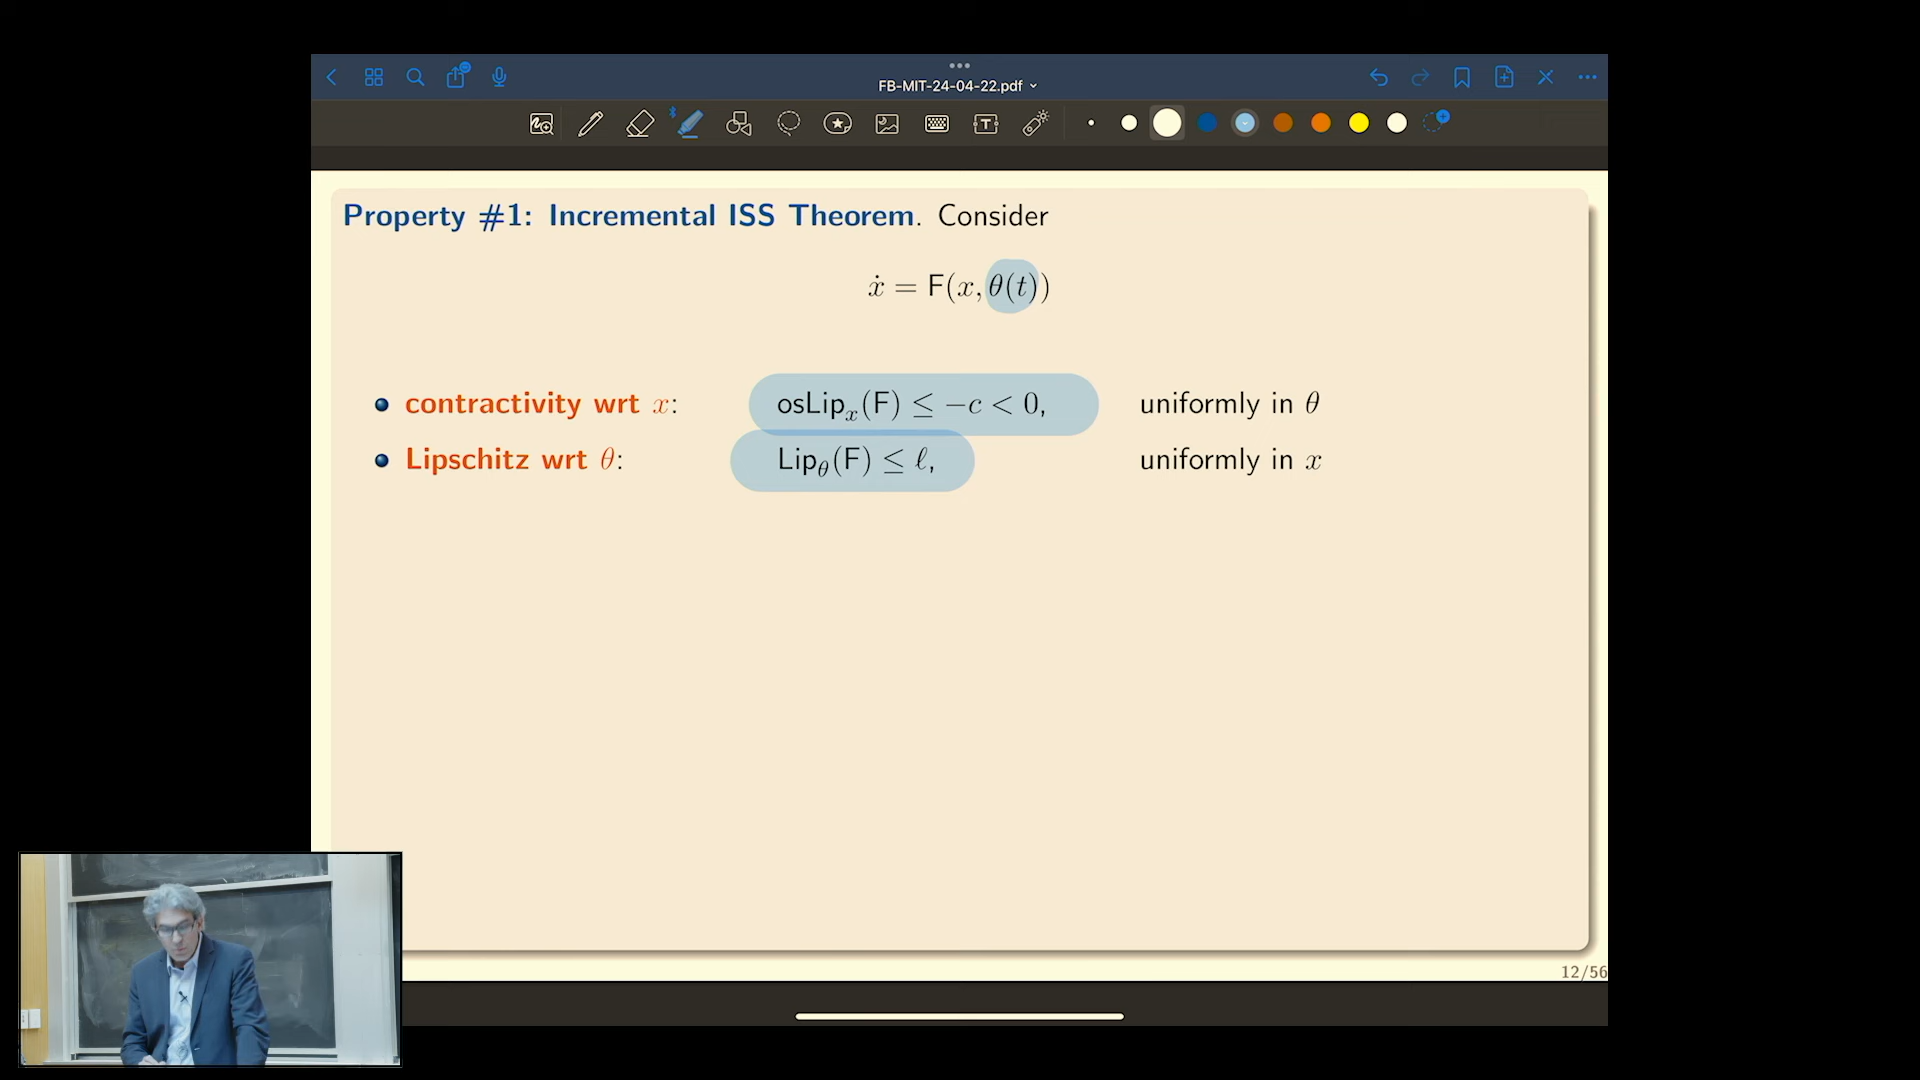 FB-MIT-24-04-22.pdf
Property #1: Incremental ISS Theorem. Consider
ẋ = F(x, θ(t))
contractivity wrt x: osLipₓ(F) ≤ −c < 0, uniformly in θ
Lipschitz wrt θ: Lip_θ(F) ≤ ℓ, uniformly in x
12/56